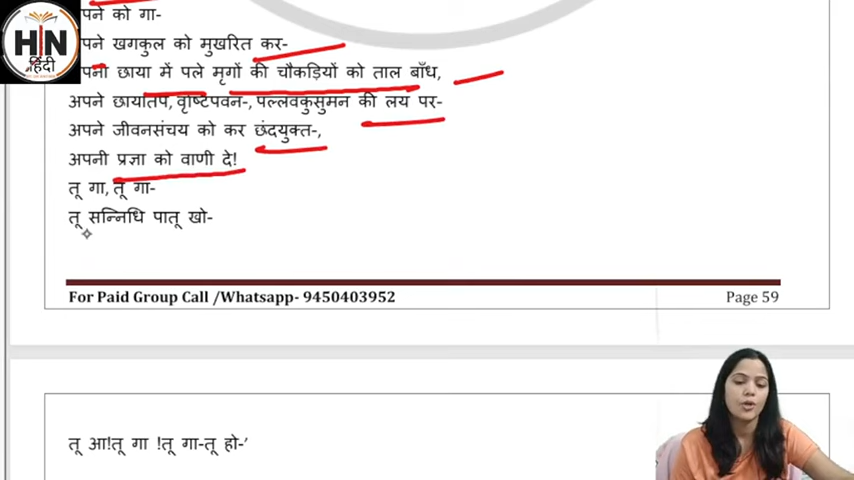 HIN
हिंदी
अपने को गा-
अपने खगकुल को मुखरित कर-
अपनी छाया में पले मृगों की चौकड़ियों को ताल बाँध,
अपने छायातप, वृष्टिपवन-, पल्लवकुसुमन की लय पर-
अपने जीवनसंचय को कर छंदयुक्त-,
अपनी प्रज्ञा को वाणी दे!
तू गा, तू गा-
तू सन्निधि पातू खो-
For Paid Group Call /Whatsapp- 9450403952
Page 59
तू आ!तू गा !तू गा-तू हो-’